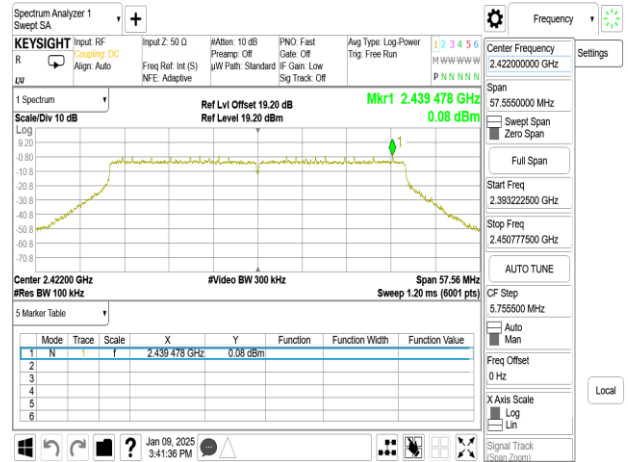 Spectrum Analyzer 1
Swept SA
Frequency
KEYSIGHT
R
Input: RF
Coupling: DC
Align: Auto
Input Z: 50 Ω
Freq Ref: Int (S)
NFE: Adaptive
#Atten: 10 dB
Preamp: Off
µW Path: Standard
PNO: Fast
Gate: Off
IF Gain: Low
Sig Track: Off
Avg Type: Log-Power
Trig: Free Run
1 2 3 4 5 6
M W W W W W
P N N N N N
Center Frequency
2.422000000 GHz
Settings
Span
57.5550000 MHz
Swept Span
Zero Span
Full Span
Start Freq
2.393222500 GHz
Stop Freq
2.450777500 GHz
AUTO TUNE
CF Step
5.755500 MHz
Auto
Man
Freq Offset
0 Hz
X Axis Scale
Log
Lin
Local
Signal Track
(Span Zoom)
1 Spectrum
Scale/Div 10 dB
Ref Lvl Offset 19.20 dB
Ref Level 19.20 dBm
Mkr1 2.439 478 GHz
0.08 dBm
Log
9.20
-0.80
-10.8
-20.8
-30.8
-40.8
-50.8
-60.8
-70.8
1
Center 2.42200 GHz
#Video BW 300 kHz
Span 57.56 MHz
#Res BW 100 kHz
Sweep 1.20 ms (6001 pts)
5 Marker Table
Mode Trace Scale X Y Function Function Width Function Value
1 N 1 f 2.439 478 GHz 0.08 dBm
2
3
4
5
6
?
Jan 09, 2025
3:41:36 PM